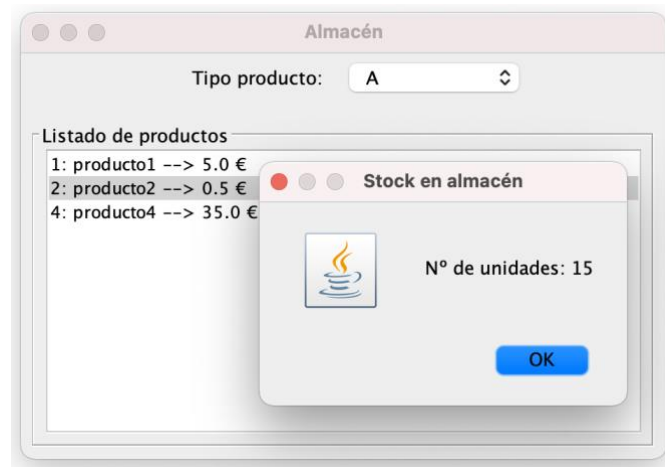 Almacén
Tipo producto: A
Listado de productos
1: producto1 --> 5.0 €
2: producto2 --> 0.5 €
4: producto4 --> 35.0 €
Stock en almacén
Nº de unidades: 15
OK